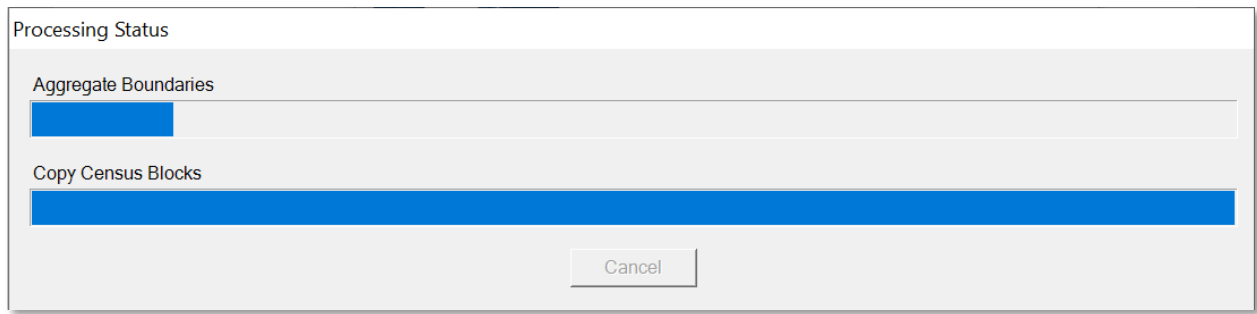 Processing Status
Aggregate Boundaries
Copy Census Blocks
Cancel